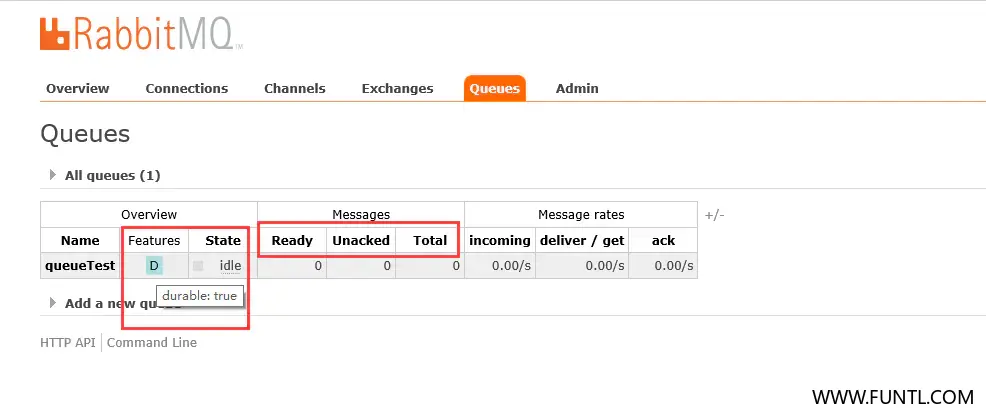 RabbitMQ TM
Overview Connections Channels Exchanges Queues Admin
Queues
All queues (1)
Overview Messages Message rates +/-
Name Features State Ready Unacked Total incoming deliver / get ack
queueTest D idle 0 0 0 0.00/s 0.00/s 0.00/s
durable: true
Add a new queue
HTTP API Command Line
WWW.FUNTL.COM